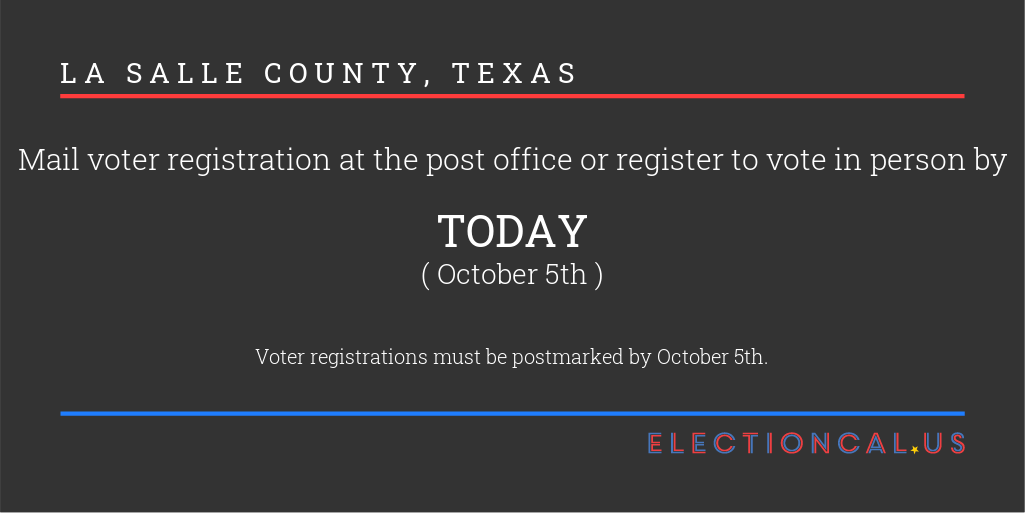 LA SALLE COUNTY, TEXAS
Mail voter registration at the post office or register to vote in person by
TODAY
( October 5th )
Voter registrations must be postmarked by October 5th.
ELECTIONCAL.US